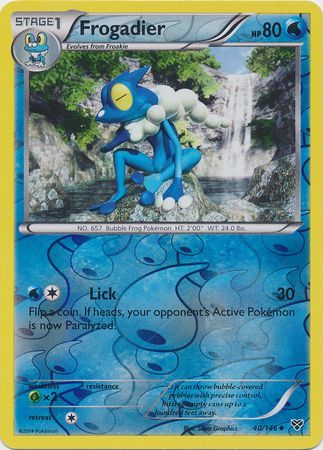 STAGE1
Frogadier
HP80
Evolves from Froakie
NO. 657 Bubble Frog Pokémon HT: 2'00" WT: 24.0 lbs.
Lick 30
Flip a coin. If heads, your opponent's Active Pokémon
is now Paralyzed.
weakness resistance
×2
retreat
It can throw bubble-covered
pebbles with precise control,
hitting empty cans up to a
hundred feet away.
©2014 Pokémon
Illus. 5ban Graphics
40/146
XY